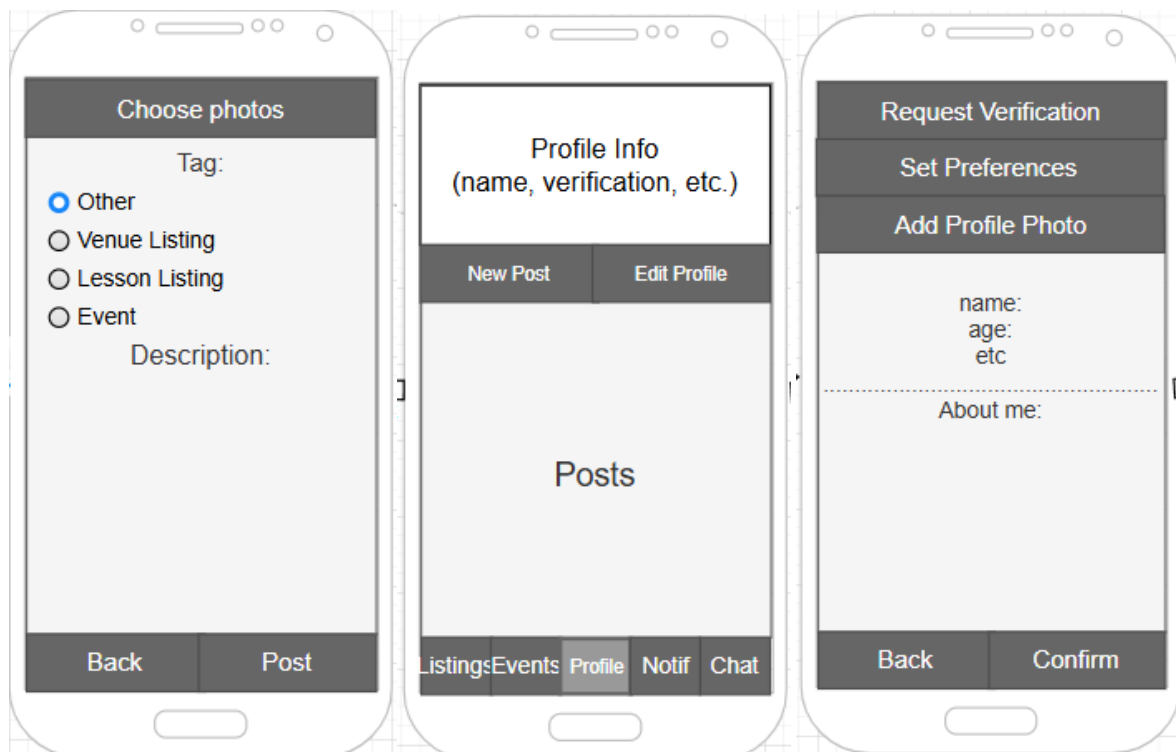 Choose photos
Tag:
Other
Venue Listing
Lesson Listing
Event
Description:
Back Post
Profile Info
(name, verification, etc.)
New Post Edit Profile
Posts
Listings Events Profile Notif Chat
Request Verification
Set Preferences
Add Profile Photo
name:
age:
etc
About me:
Back Confirm